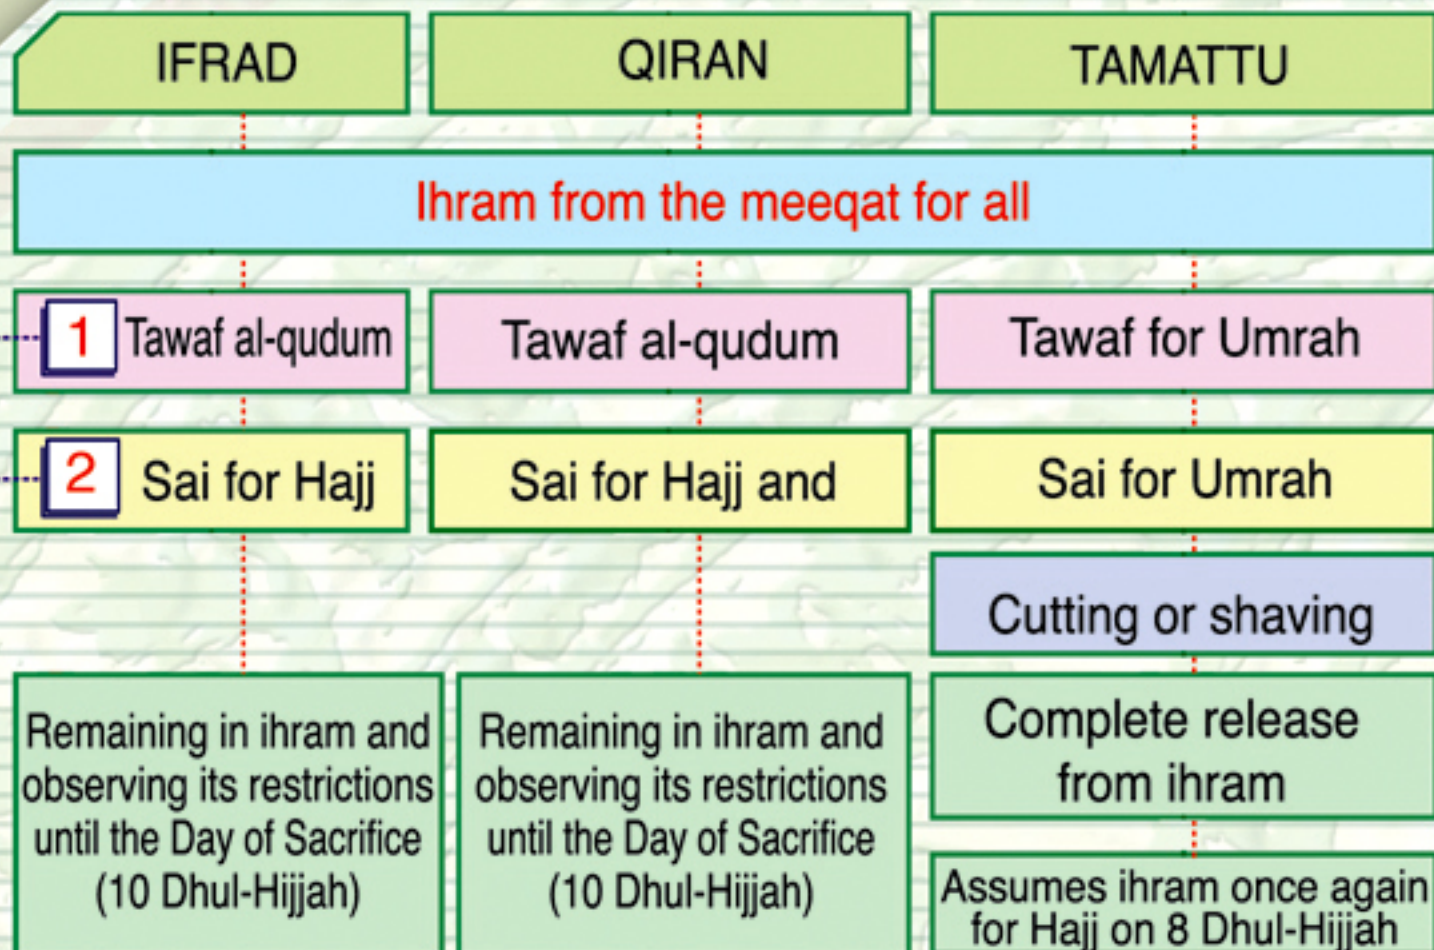 IFRAD
QIRAN
TAMATTU
Ihram from the meeqat for all
1 Tawaf al-qudum
Tawaf al-qudum
Tawaf for Umrah
2 Sai for Hajj
Sai for Hajj and
Sai for Umrah
Cutting or shaving
Remaining in ihram and
observing its restrictions
until the Day of Sacrifice
(10 Dhul-Hijjah)
Remaining in ihram and
observing its restrictions
until the Day of Sacrifice
(10 Dhul-Hijjah)
Complete release
from ihram
Assumes ihram once again
for Hajj on 8 Dhul-Hijjah